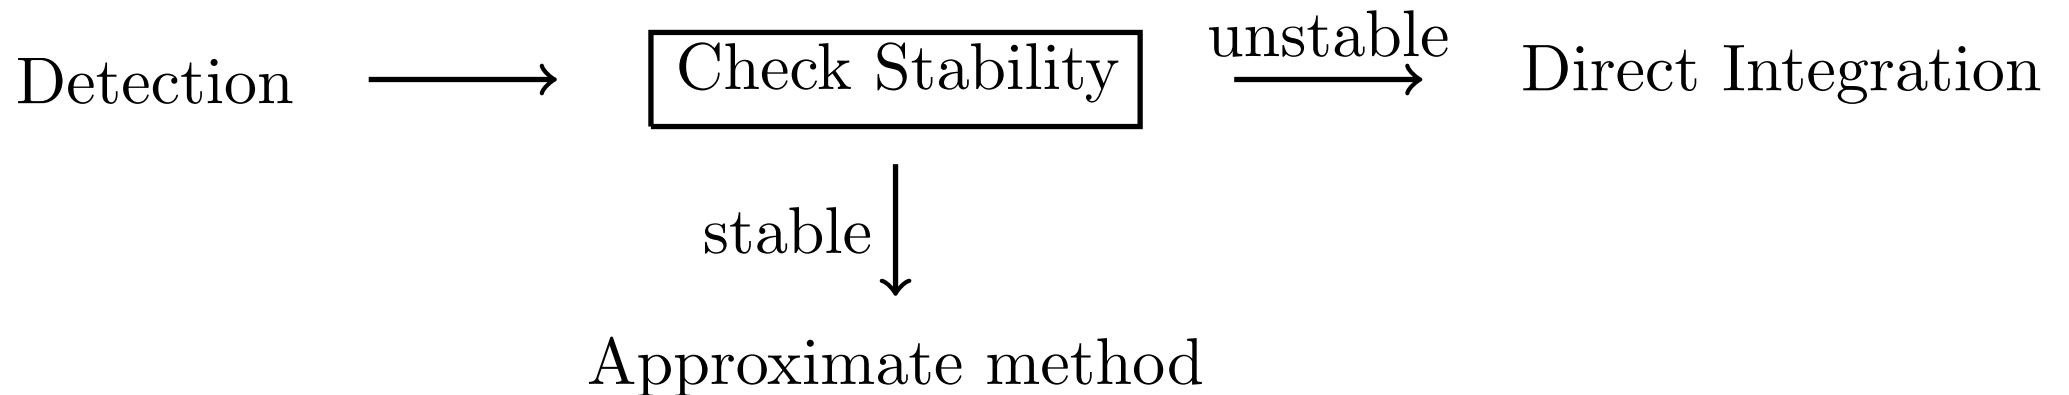 Detection
Check Stability
unstable
Direct Integration
stable
Approximate method